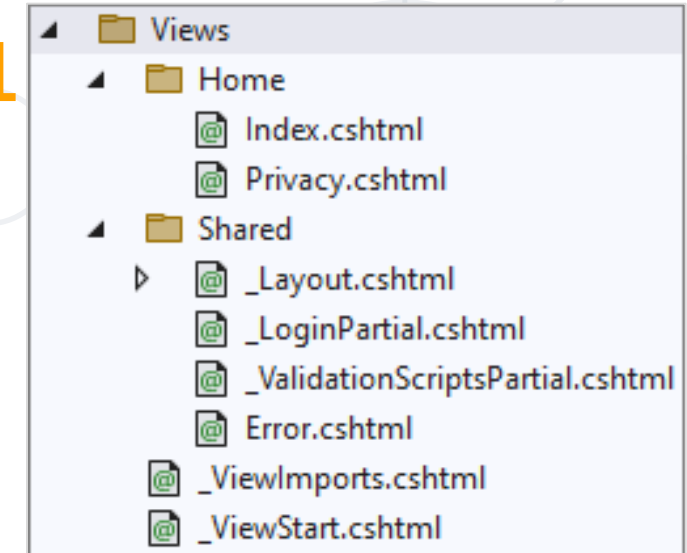 Views
Home
Index.cshtml
Privacy.cshtml
Shared
_Layout.cshtml
_LoginPartial.cshtml
_ValidationScriptsPartial.cshtml
Error.cshtml
_ViewImports.cshtml
_ViewStart.cshtml